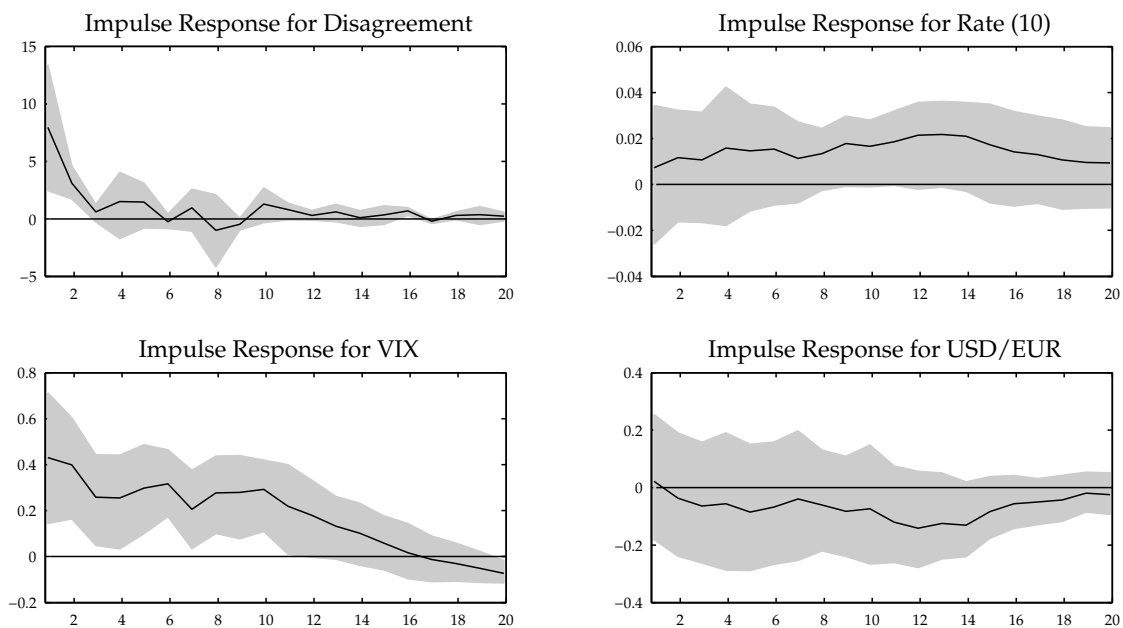 Impulse Response for Disagreement
15
10
5
0
−5
2 4 6 8 10 12 14 16 18 20
Impulse Response for Rate (10)
0.06
0.04
0.02
0
−0.02
−0.04
2 4 6 8 10 12 14 16 18 20
Impulse Response for VIX
0.8
0.6
0.4
0.2
0
−0.2
2 4 6 8 10 12 14 16 18 20
Impulse Response for USD/EUR
0.4
0.2
0
−0.2
−0.4
2 4 6 8 10 12 14 16 18 20